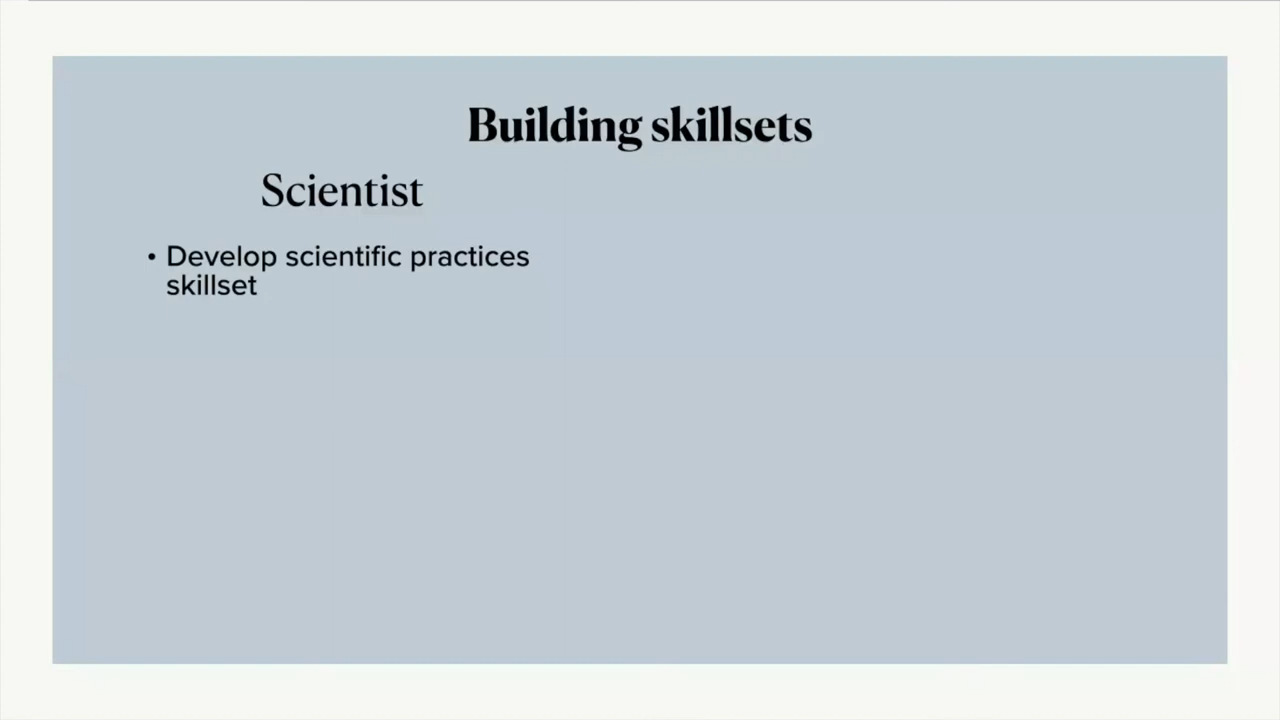 Building skillsets
Scientist
• Develop scientific practices
skillset